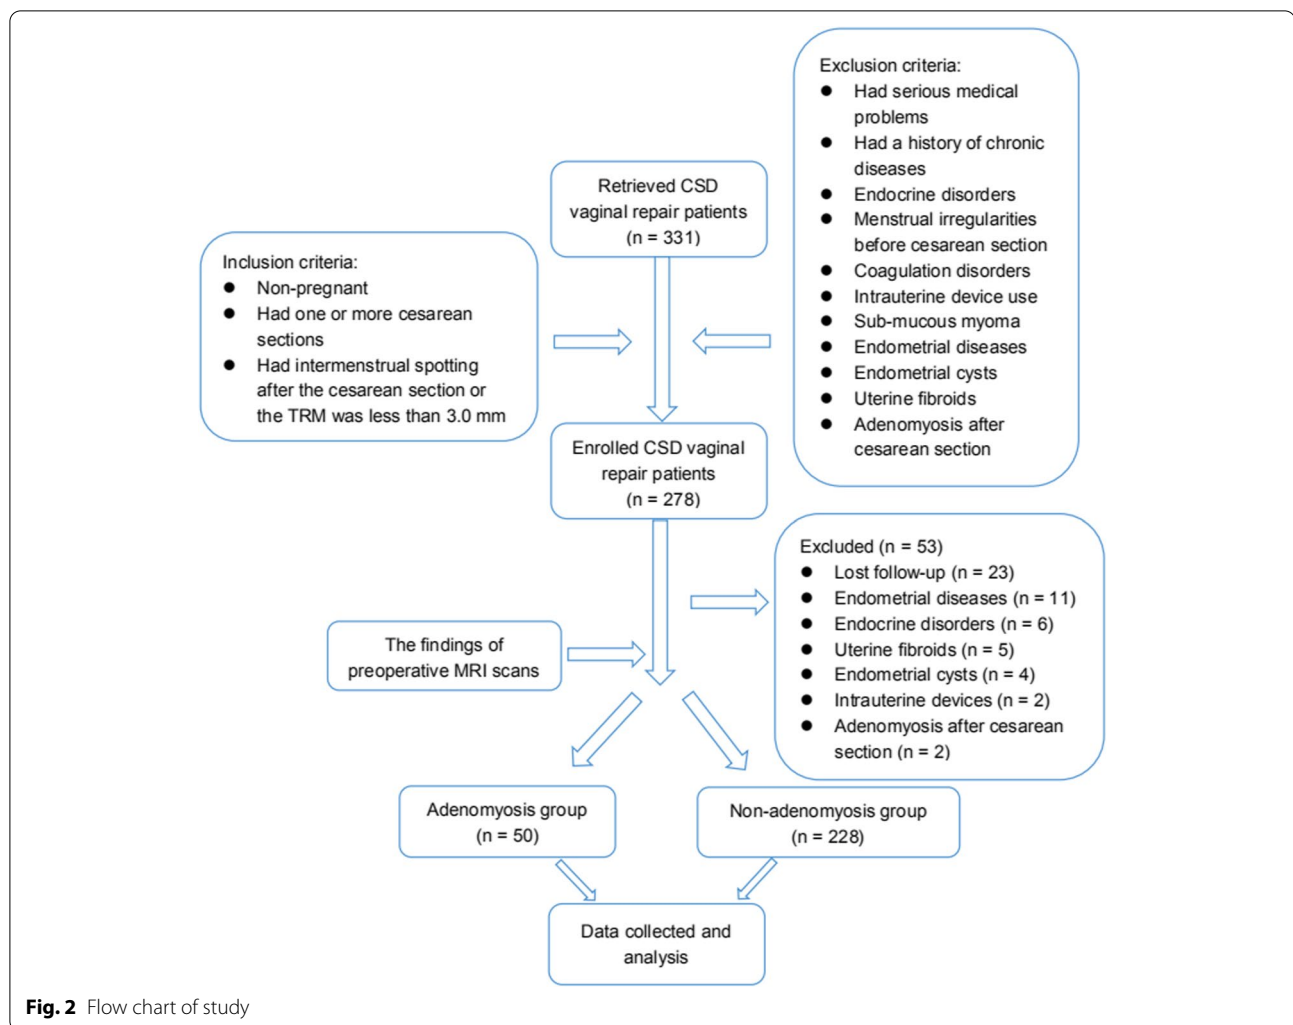 Retrieved CSD
vaginal repair patients
(n = 331)
Inclusion criteria:
● Non-pregnant
● Had one or more cesarean
sections
● Had intermenstrual spotting
after the cesarean section or
the TRM was less than 3.0 mm
Exclusion criteria:
● Had serious medical
problems
● Had a history of chronic
diseases
● Endocrine disorders
● Menstrual irregularities
before cesarean section
● Coagulation disorders
● Intrauterine device use
● Sub-mucous myoma
● Endometrial diseases
● Endometrial cysts
● Uterine fibroids
● Adenomyosis after
cesarean section
Enrolled CSD vaginal
repair patients
(n = 278)
Excluded (n = 53)
● Lost follow-up (n = 23)
● Endometrial diseases (n = 11)
● Endocrine disorders (n = 6)
● Uterine fibroids (n = 5)
● Endometrial cysts (n = 4)
● Intrauterine devices (n = 2)
● Adenomyosis after cesarean
section (n = 2)
The findings of
preoperative MRI scans
Adenomyosis group
(n = 50)
Non-adenomyosis group
(n = 228)
Data collected and
analysis
Fig. 2 Flow chart of study